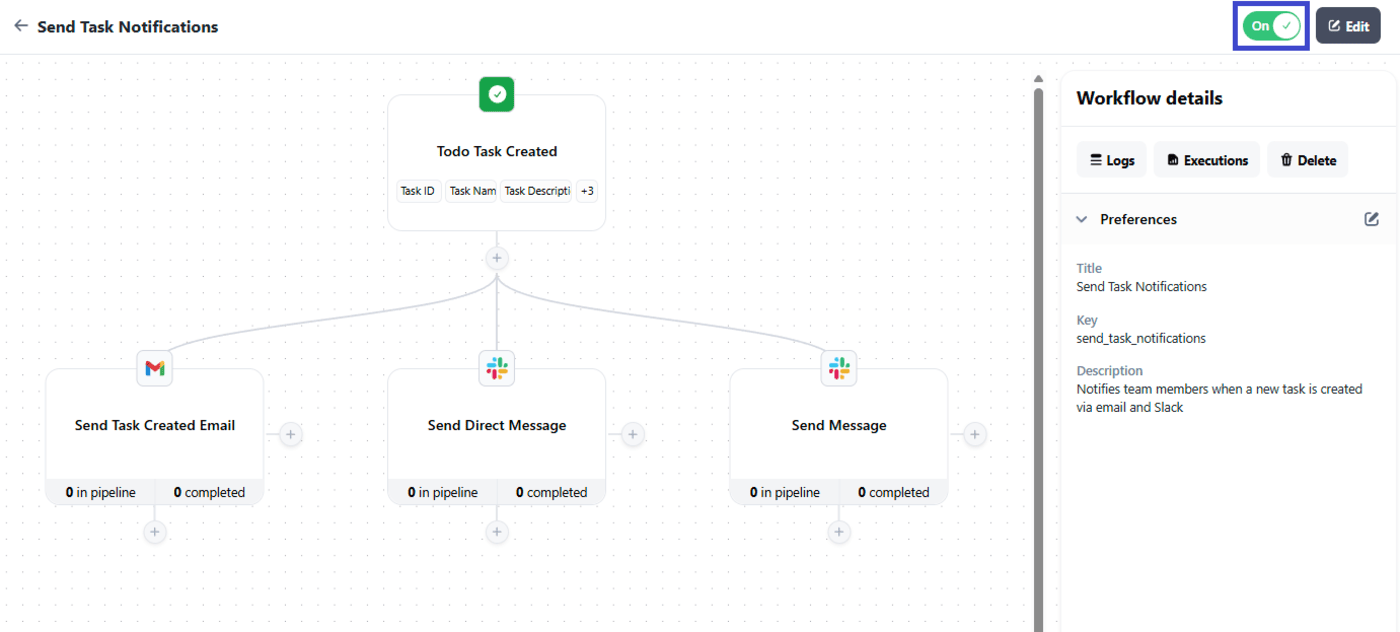 Send Task Notifications
On
Edit
Todo Task Created
Task ID
Task Nam
Task Descripti
+3
Send Task Created Email
0 in pipeline
0 completed
Send Direct Message
0 in pipeline
0 completed
Send Message
0 in pipeline
0 completed
Workflow details
Logs
Executions
Delete
Preferences
Title
Send Task Notifications
Key
send_task_notifications
Description
Notifies team members when a new task is created
via email and Slack